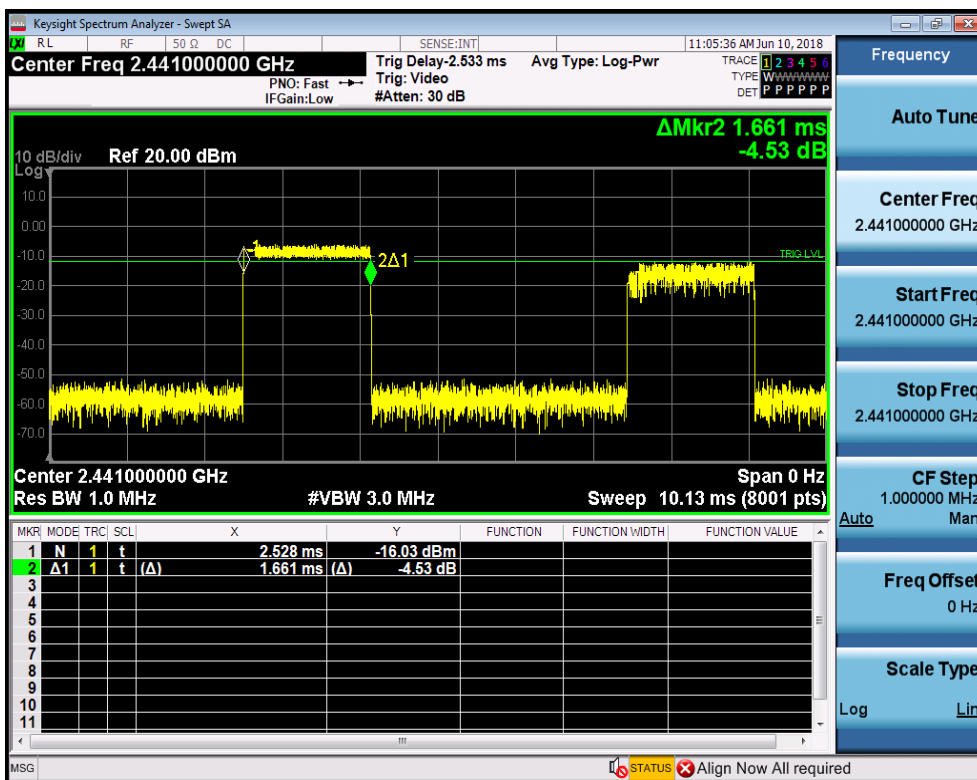 Keysight Spectrum Analyzer - Swept SA
LXI RL RF 50 Ω DC SENSE:INT 11:05:36 AM Jun 10, 2018
Center Freq 2.441000000 GHz
PNO: Fast
IFGain:Low
Trig Delay-2.533 ms
Trig: Video
#Atten: 30 dB
Avg Type: Log-Pwr
TRACE 1 2 3 4 5 6
TYPE WWWWWW
DET P P P P P P
ΔMkr2 1.661 ms
-4.53 dB
10 dB/div Ref 20.00 dBm
Log
10.0
0.00
-10.0
-20.0
-30.0
-40.0
-50.0
-60.0
-70.0
1
2Δ1
TRIG LVL
Center 2.441000000 GHz Span 0 Hz
Res BW 1.0 MHz #VBW 3.0 MHz Sweep 10.13 ms (8001 pts)
MKR MODE TRC SCL X Y FUNCTION FUNCTION WIDTH FUNCTION VALUE
1 N 1 t 2.528 ms -16.03 dBm
2 Δ1 1 t (Δ) 1.661 ms (Δ) -4.53 dB
3
4
5
6
7
8
9
10
11
MSG STATUS Align Now All required
Frequency
Auto Tune
Center Freq
2.441000000 GHz
Start Freq
2.441000000 GHz
Stop Freq
2.441000000 GHz
CF Step
1.000000 MHz
Auto Man
Freq Offset
0 Hz
Scale Type
Log Lin